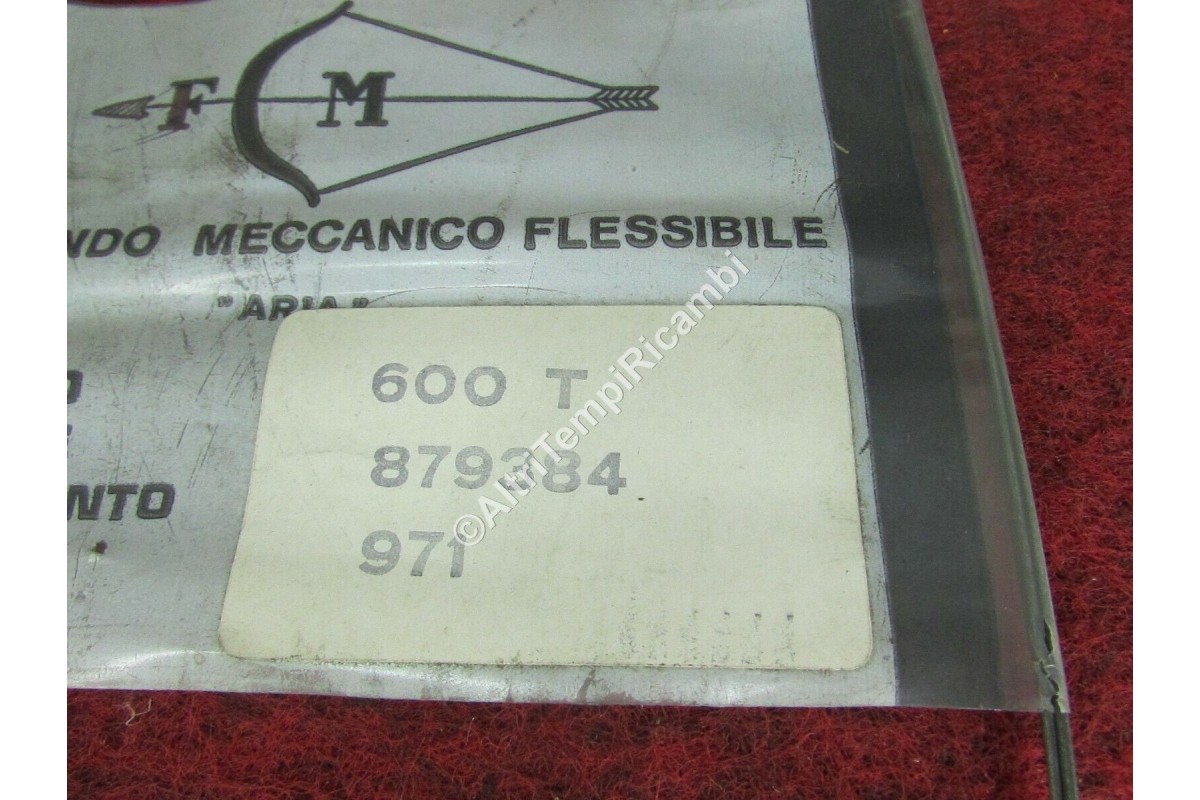 F M
NDO MECCANICO FLESSIBILE
"ARIA"
600 T
879384
971
NTO
©AltriTempiRicambi